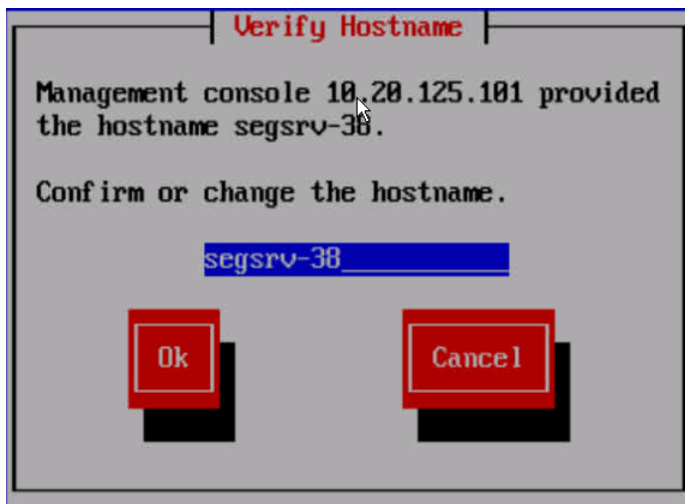 Verify Hostname
Management console 10.20.125.101 provided
the hostname segsrv-38.
Confirm or change the hostname.
segsrv-38
Ok
Cancel